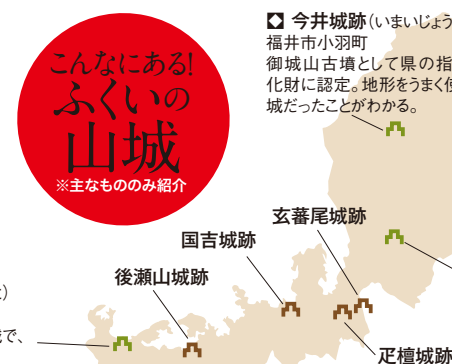 こんなにある!
ふくいの
山城
※主なもののみ紹介
◆ 今井城跡(いまいじょう
福井市小羽町
御城山古墳として県の指
化財に認定。地形をうまく使
城だったことがわかる。
玄蕃尾城跡
国吉城跡
後瀬山城跡
疋檀城跡
)
で、